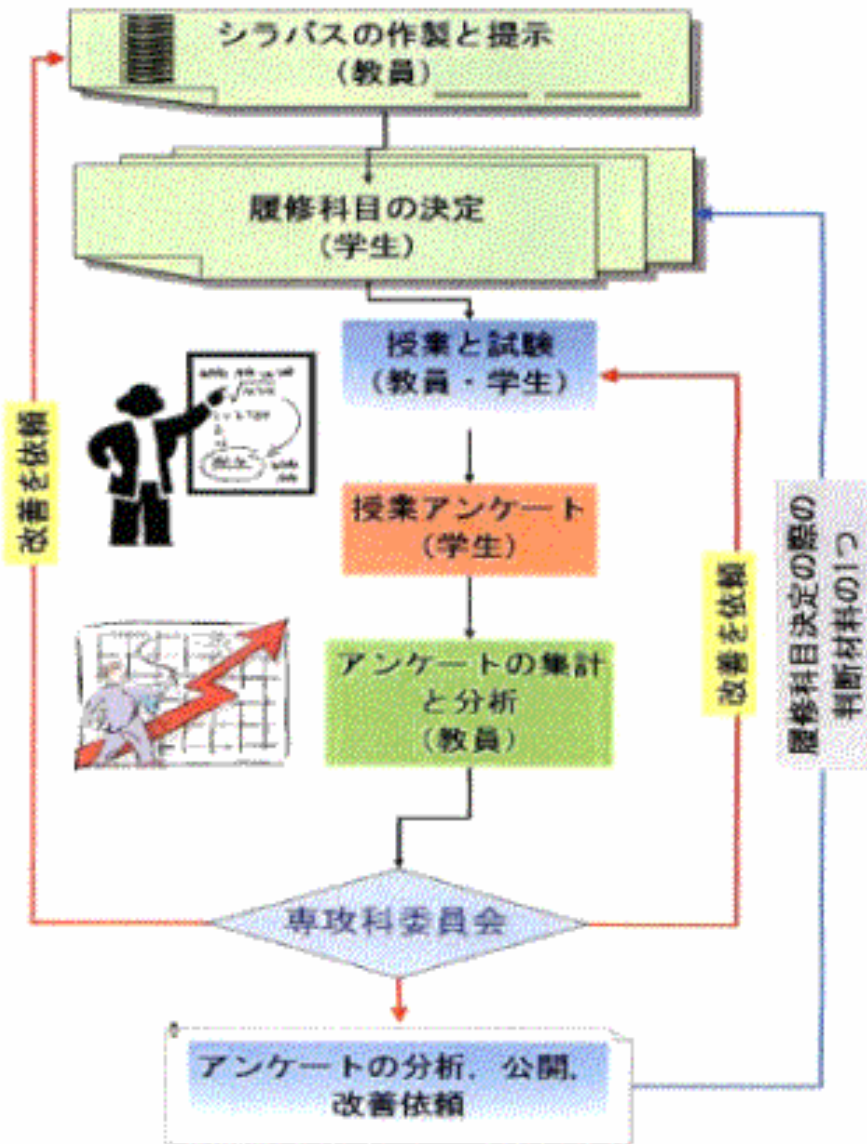 シラバスの作製と提示
(教員)
履修科目の決定
(学生)
授業と試験
(教員・学生)
改善を依頼
授業アンケート
(学生)
改善を依頼
履修科目決定の際の
判断材料の1つ
アンケートの集計
と分析
(教員)
専攻科委員会
アンケートの分析, 公開,
改善依頼